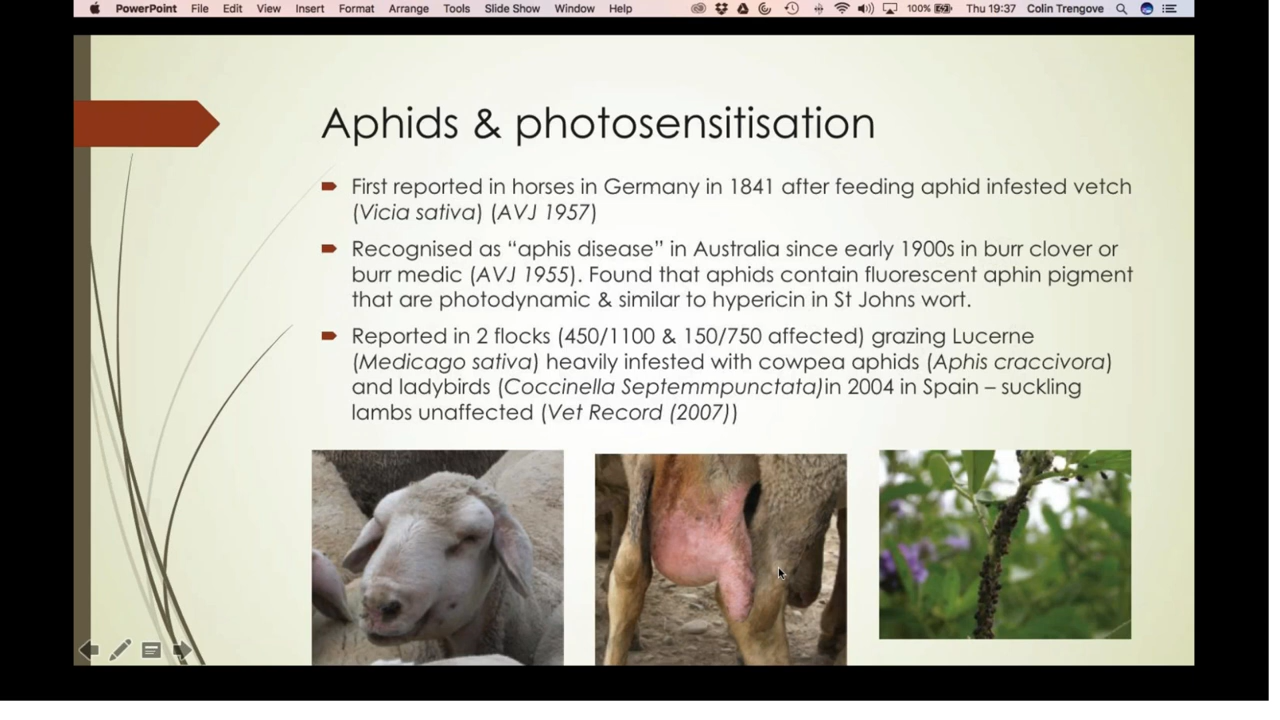 PowerPoint File Edit View Insert Format Arrange Tools Slide Show Window Help 100% Thu 19:37 Colin Trengove
Aphids & photosensitisation
First reported in horses in Germany in 1841 after feeding aphid infested vetch
(Vicia sativa) (AVJ 1957)
Recognised as “aphis disease” in Australia since early 1900s in burr clover or
burr medic (AVJ 1955). Found that aphids contain fluorescent aphin pigment
that are photodynamic & similar to hypericin in St Johns wort.
Reported in 2 flocks (450/1100 & 150/750 affected) grazing Lucerne
(Medicago sativa) heavily infested with cowpea aphids (Aphis craccivora)
and ladybirds (Coccinella Septemmpunctata)in 2004 in Spain – suckling
lambs unaffected (Vet Record (2007))